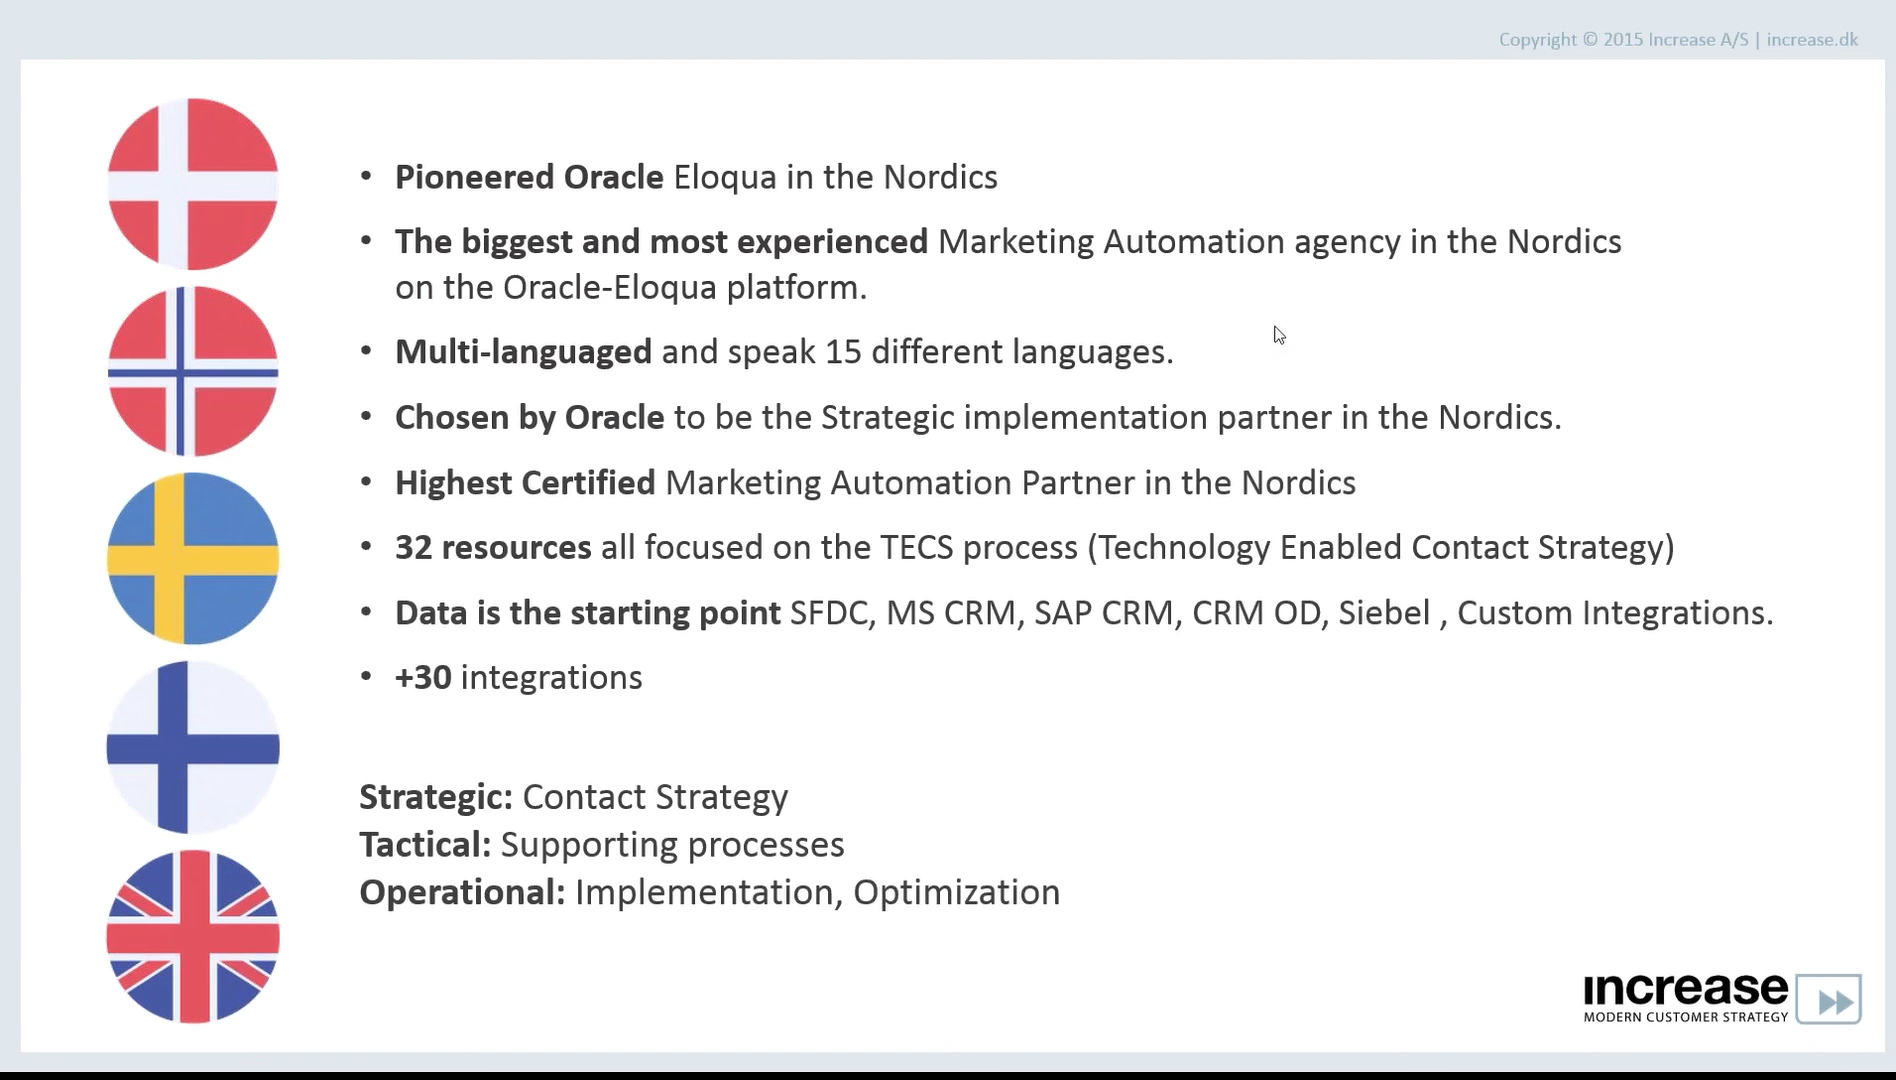 Copyright © 2015 Increase A/S | increase.dk
• Pioneered Oracle Eloqua in the Nordics
• The biggest and most experienced Marketing Automation agency in the Nordics
on the Oracle-Eloqua platform.
• Multi-languaged and speak 15 different languages.
• Chosen by Oracle to be the Strategic implementation partner in the Nordics.
• Highest Certified Marketing Automation Partner in the Nordics
• 32 resources all focused on the TECS process (Technology Enabled Contact Strategy)
• Data is the starting point SFDC, MS CRM, SAP CRM, CRM OD, Siebel , Custom Integrations.
• +30 integrations
Strategic: Contact Strategy
Tactical: Supporting processes
Operational: Implementation, Optimization
increase
MODERN CUSTOMER STRATEGY